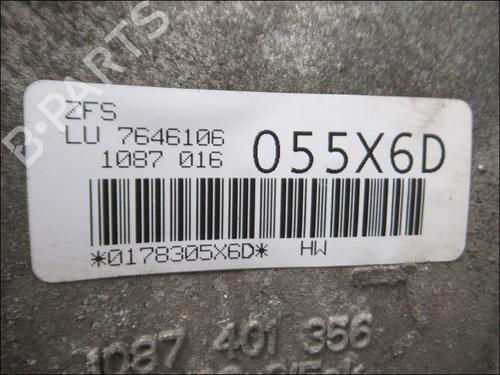 B-PARTS
ZFS
LU 7646106
1087 016
055X6D
*0178305X6D* HW
1087 401 356